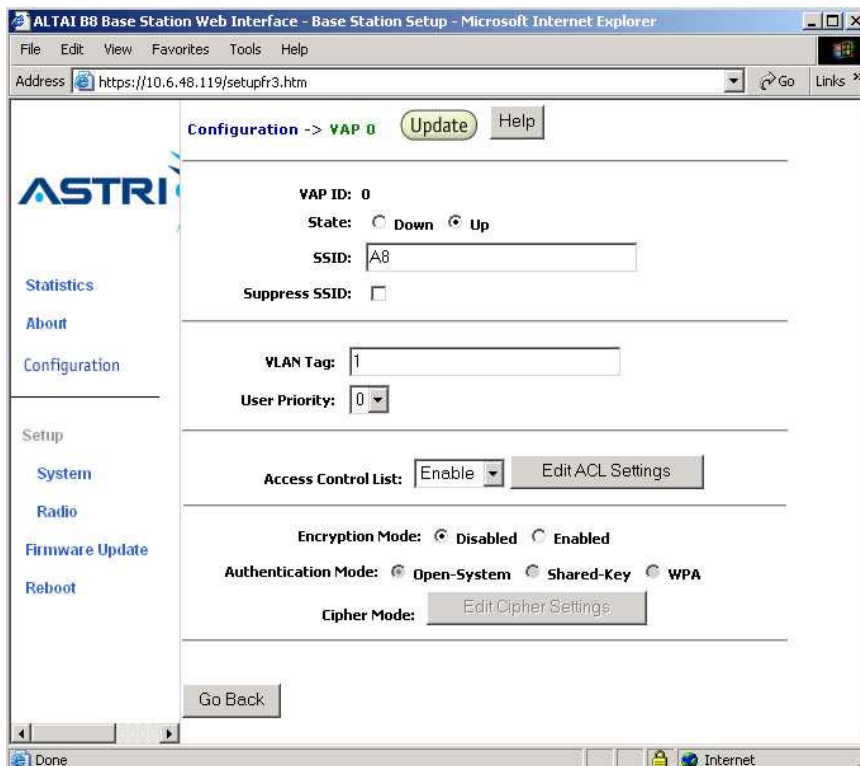 ALTAI B8 Base Station Web Interface - Base Station Setup - Microsoft Internet Explorer
File Edit View Favorites Tools Help
Address https://10.6.48.119/setupfr3.htm Go Links »
ASTRI
Statistics
About
Configuration
Setup
System
Radio
Firmware Update
Reboot
Configuration -> VAP 0 Update Help
VAP ID: 0
State: Down Up
SSID: A8
Suppress SSID:
VLAN Tag: 1
User Priority: 0
Access Control List: Enable Edit ACL Settings
Encryption Mode: Disabled Enabled
Authentication Mode: Open-System Shared-Key WPA
Cipher Mode: Edit Cipher Settings
Go Back
Done Internet